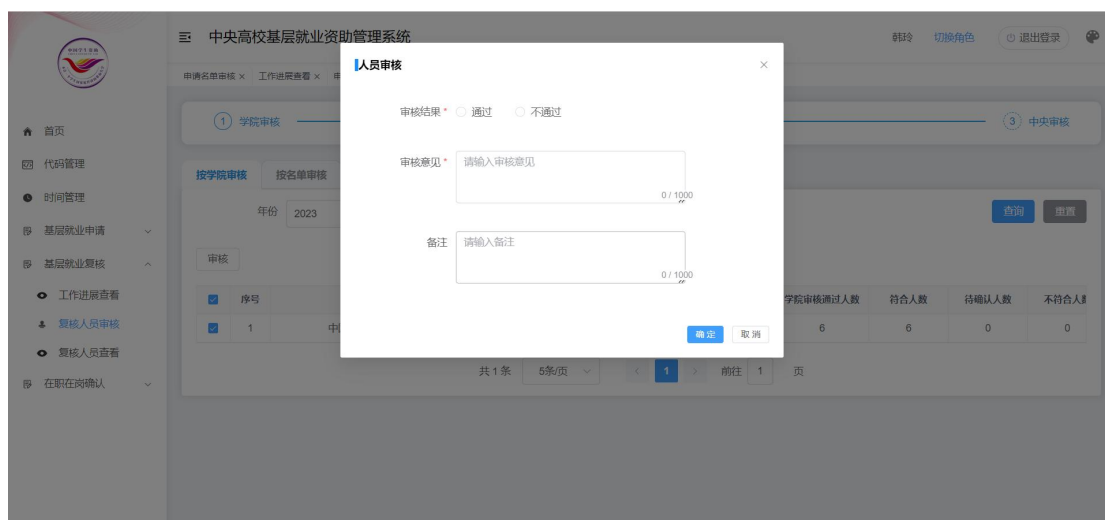 中央高校基层就业资助管理系统
韩玲 切换角色 退出登录
申请名单审核 × 工作进展查看 ×
首页
代码管理
时间管理
基层就业申请
基层就业复核
工作进展查看
复核人员审核
复核人员查看
在职在岗确认
1 学院审核
3 中央审核
按学院审核 按名单审核
年份 2023
查询 重置
审核
序号 学院审核通过人数 符合人数 待确认人数 不符合人
1 6 6 0 0
共 1 条 5条/页 1 前往 1 页
人员审核
审核结果 * 通过 不通过
审核意见 * 请输入审核意见
0 / 1000
备注 请输入备注
0 / 1000
确定 取消